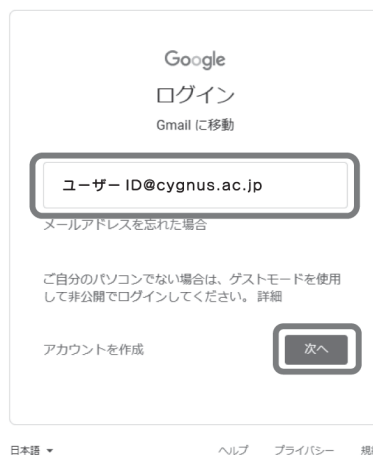 Google
ログイン
Gmail に移動
ユーザー ID@cygnus.ac.jp
メールアドレスを忘れた場合
ご自分のパソコンでない場合は、ゲストモードを使用
して非公開でログインしてください。 詳細
アカウントを作成
次へ
日本語
ヘルプ プライバシー